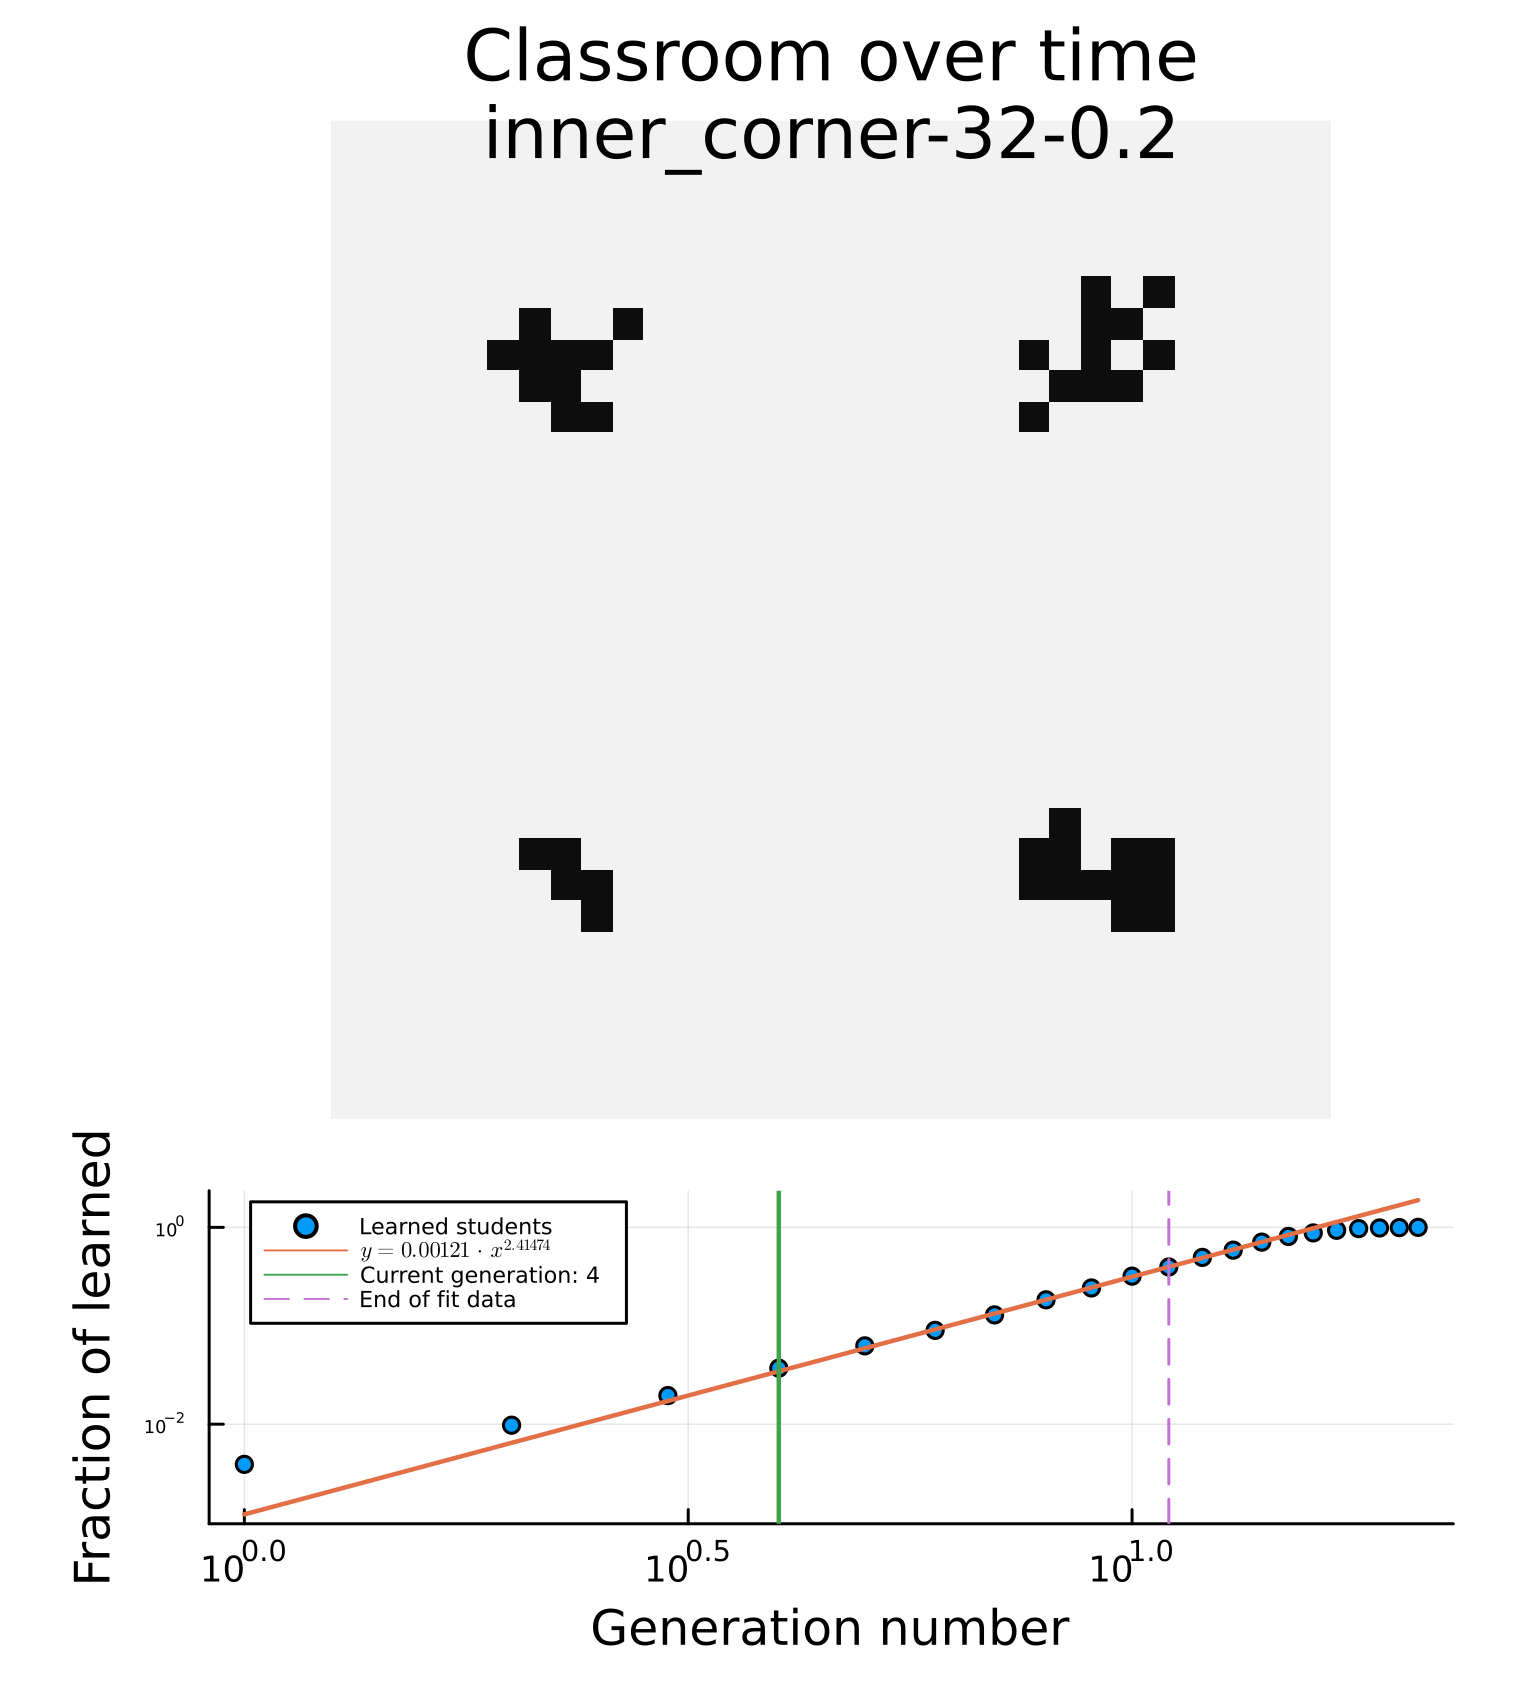 Classroom over time
inner_corner-32-0.2
Fraction of learned
10^0
10^-2
Learned students
y = 0.00121 · x^2.41474
Current generation: 4
End of fit data
10^0.0 10^0.5 10^1.0
Generation number